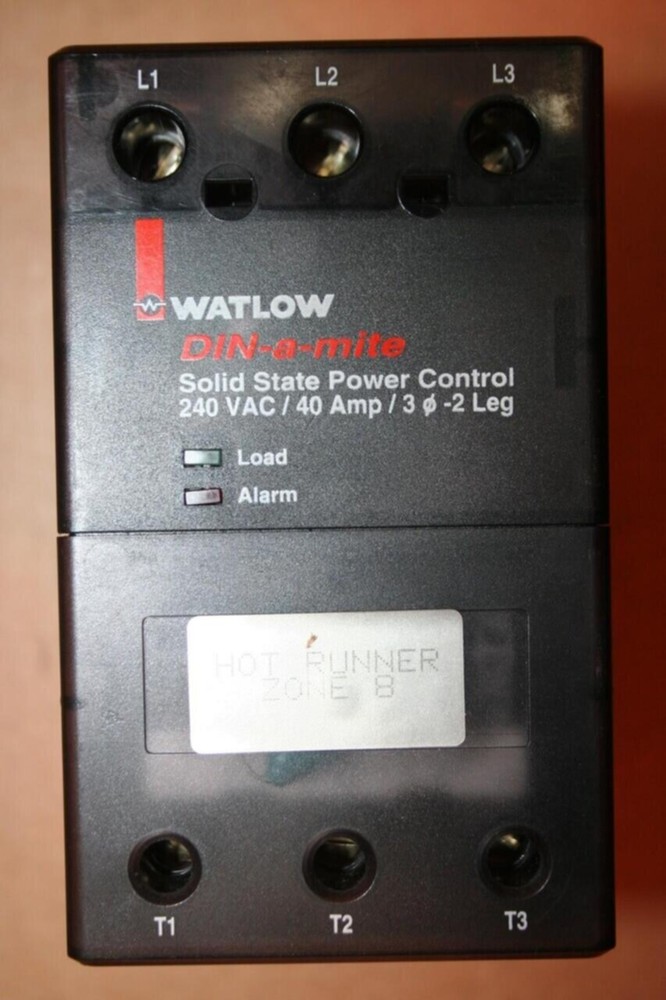 L1 L2 L3
WATLOW
DIN-a-mite
Solid State Power Control
240 VAC / 40 Amp / 3 ϕ -2 Leg
Load
Alarm
HOT RUNNER
ZONE 8
T1 T2 T3